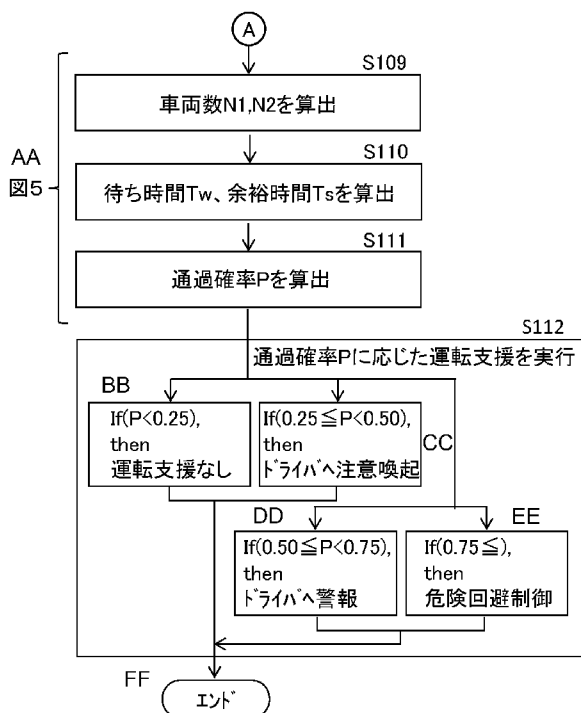 A
S109
車両数N1,N2を算出
AA
図5
S110
待ち時間Tw、余裕時間Tsを算出
S111
通過確率Pを算出
S112
通過確率Pに応じた運転支援を実行
BB
If(P<0.25),
then
運転支援なし
If(0.25≦P<0.50),
then
ﾄﾞﾗｲﾊﾞへ注意喚起
CC
DD
If(0.50≦P<0.75),
then
ﾄﾞﾗｲﾊﾞへ警報
EE
If(0.75≦),
then
危険回避制御
FF
ｴﾝﾄﾞ